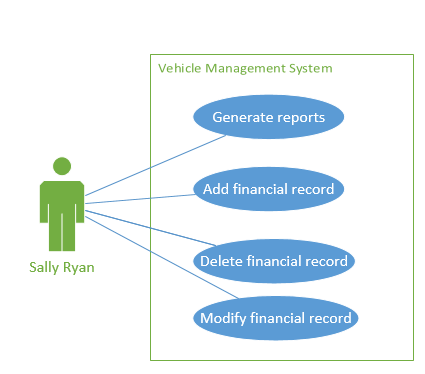 Vehicle Management System
Generate reports
Add financial record
Delete financial record
Sally Ryan
Modify financial record